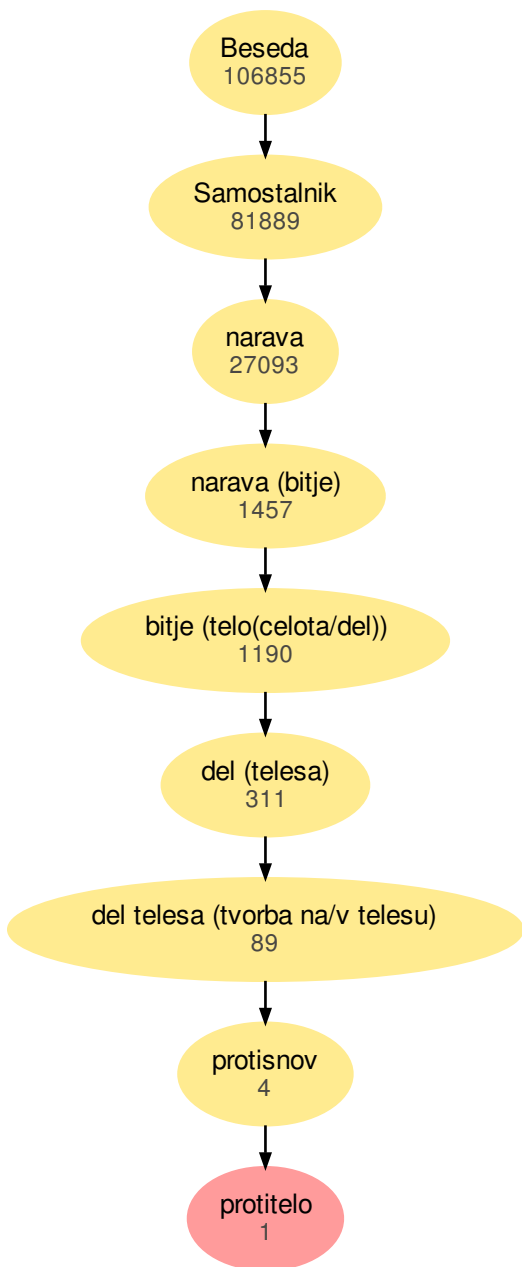 Beseda
106855
Samostalnik
81889
narava
27093
narava (bitje)
1457
bitje (telo(celota/del))
1190
del (telesa)
311
del telesa (tvorba na/v telesu)
89
protisnov
4
protitelo
1